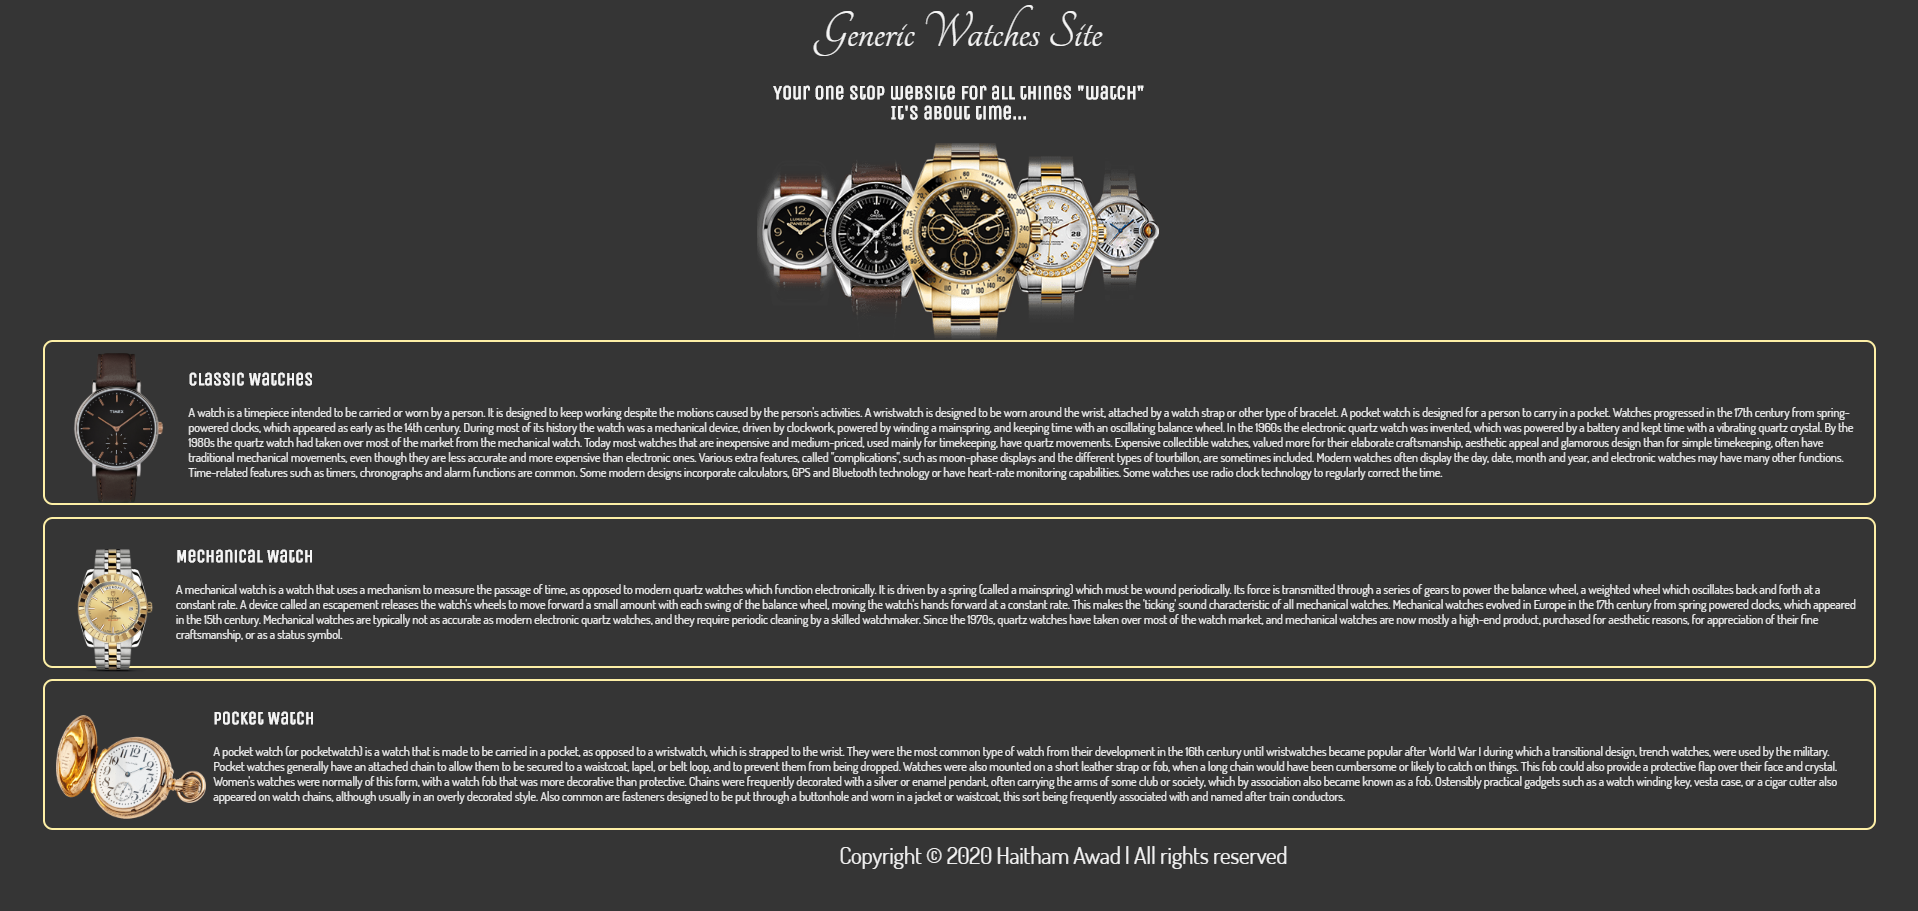 Generic Watches Site
Your one stop website for all things "watch"
It's about time...
Classic Watches
A watch is a timepiece intended to be carried or worn by a person. It is designed to keep working despite the motions caused by the person's activities. A wristwatch is designed to be worn around the wrist, attached by a watch strap or other type of bracelet. A pocket watch is designed for a person to carry in a pocket. Watches progressed in the 17th century from spring-
powered clocks, which appeared as early as the 14th century. During most of its history the watch was a mechanical device, driven by clockwork, powered by winding a mainspring, and keeping time with an oscillating balance wheel. In the 1960s the electronic quartz watch was invented, which was powered by a battery and kept time with a vibrating quartz crystal. By the
1980s the quartz watch had taken over most of the market from the mechanical watch. Today most watches that are inexpensive and medium-priced, used mainly for timekeeping, have quartz movements. Expensive collectible watches, valued more for their elaborate craftsmanship, aesthetic appeal and glamorous design than for simple timekeeping, often have
traditional mechanical movements, even though they are less accurate and more expensive than electronic ones. Various extra features, called "complications", such as moon-phase displays and the different types of tourbillon, are sometimes included. Modern watches often display the day, date, month and year, and electronic watches may have many other functions.
Time-related features such as timers, chronographs and alarm functions are common. Some modern designs incorporate calculators, GPS and Bluetooth technology or have heart-rate monitoring capabilities. Some watches use radio clock technology to regularly correct the time.
Mechanical Watch
A mechanical watch is a watch that uses a mechanism to measure the passage of time, as opposed to modern quartz watches which function electronically. It is driven by a spring (called a mainspring) which must be wound periodically. Its force is transmitted through a series of gears to power the balance wheel, a weighted wheel which oscillates back and forth at a
constant rate. A device called an escapement releases the watch's wheels to move forward a small amount with each swing of the balance wheel, moving the watch's hands forward at a constant rate. This makes the 'ticking' sound characteristic of all mechanical watches. Mechanical watches evolved in Europe in the 17th century from spring powered clocks, which appeared
in the 15th century. Mechanical watches are typically not as accurate as modern electronic quartz watches, and they require periodic cleaning by a skilled watchmaker. Since the 1970s, quartz watches have taken over most of the watch market, and mechanical watches are now mostly a high-end product, purchased for aesthetic reasons, for appreciation of their fine
craftsmanship, or as a status symbol.
Pocket Watch
A pocket watch (or pocketwatch) is a watch that is made to be carried in a pocket, as opposed to a wristwatch, which is strapped to the wrist. They were the most common type of watch from their development in the 16th century until wristwatches became popular after World War I during which a transitional design, trench watches, were used by the military.
Pocket watches generally have an attached chain to allow them to be secured to a waistcoat, lapel, or belt loop, and to prevent them from being dropped. Watches were also mounted on a short leather strap or fob, when a long chain would have been cumbersome or likely to catch on things. This fob could also provide a protective flap over their face and crystal.
Women's watches were normally of this form, with a watch fob that was more decorative than protective. Chains were frequently decorated with a silver or enamel pendant, often carrying the arms of some club or society, which by association also became known as a fob. Ostensibly practical gadgets such as a watch winding key, vesta case, or a cigar cutter also
appeared on watch chains, although usually in an overly decorated style. Also common are fasteners designed to be put through a buttonhole and worn in a jacket or waistcoat, this sort being frequently associated with and named after train conductors.
Copyright © 2020 Haitham Awad | All rights reserved